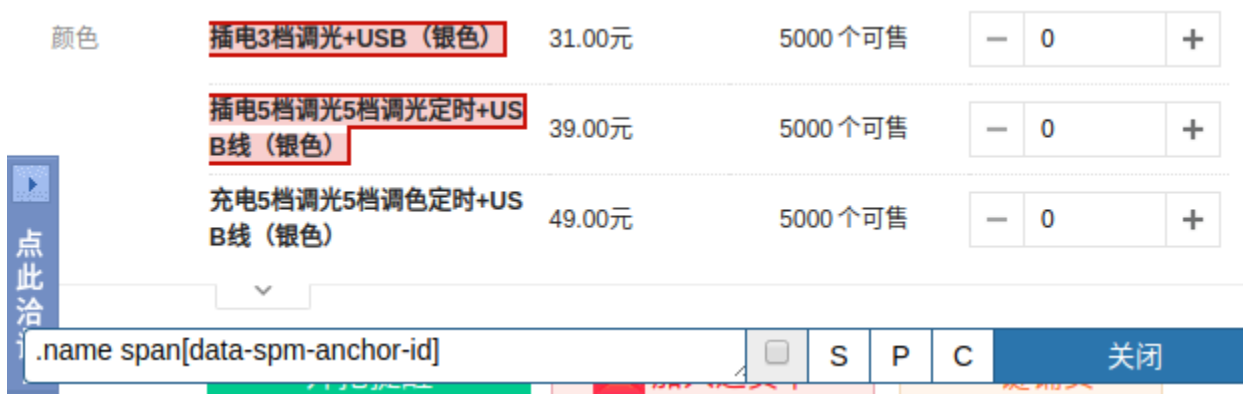 颜色
插电3档调光+USB（银色）
31.00元
5000 个可售
— 0 +
插电5档调光5档调光定时+US
B线（银色）
39.00元
5000 个可售
— 0 +
充电5档调光5档调色定时+US
B线（银色）
49.00元
5000 个可售
— 0 +
点
此
洽
.name span[data-spm-anchor-id]
S
P
C
关闭